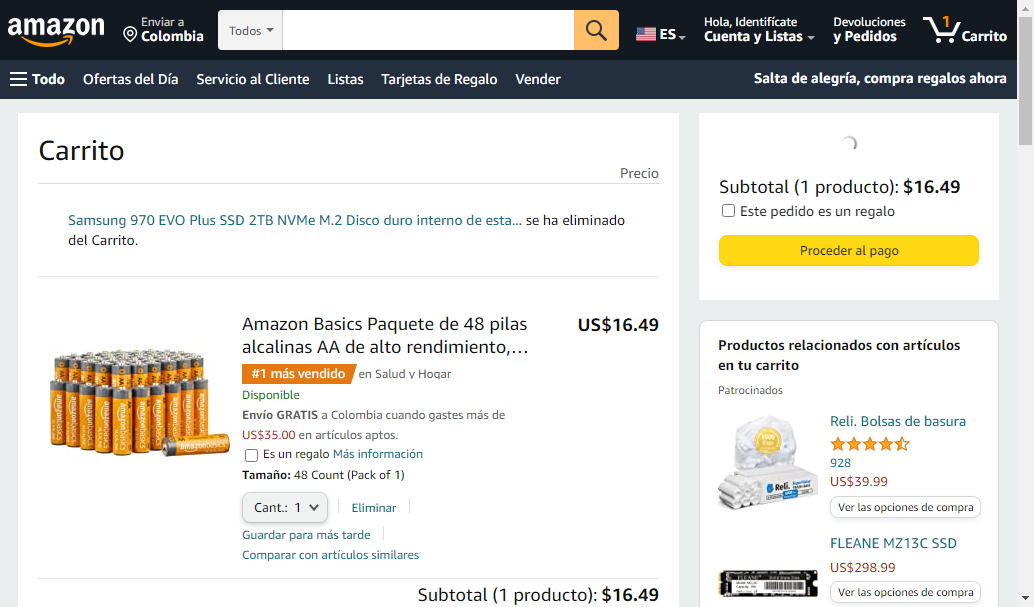 amazon
Enviar a
Colombia
Todos
ES
Hola, Identifícate
Cuenta y Listas
Devoluciones
y Pedidos
1
Carrito
Todo
Ofertas del Día
Servicio al Cliente
Listas
Tarjetas de Regalo
Vender
Salta de alegría, compra regalos ahora
Carrito
Precio
Samsung 970 EVO Plus SSD 2TB NVMe M.2 Disco duro interno de esta... se ha eliminado
del Carrito.
Amazon Basics Paquete de 48 pilas
alcalinas AA de alto rendimiento,...
US$16.49
#1 más vendido en Salud y Hogar
Disponible
Envío GRATIS a Colombia cuando gastes más de
US$35.00 en artículos aptos.
Es un regalo Más información
Tamaño: 48 Count (Pack of 1)
Cant.: 1
Eliminar
Guardar para más tarde
Comparar con artículos similares
Subtotal (1 producto): $16.49
Subtotal (1 producto): $16.49
Este pedido es un regalo
Proceder al pago
Productos relacionados con artículos
en tu carrito
Patrocinados
Reli. Bolsas de basura
928
US$39.99
Ver las opciones de compra
FLEANE MZ13C SSD
US$298.99
Ver las opciones de compra